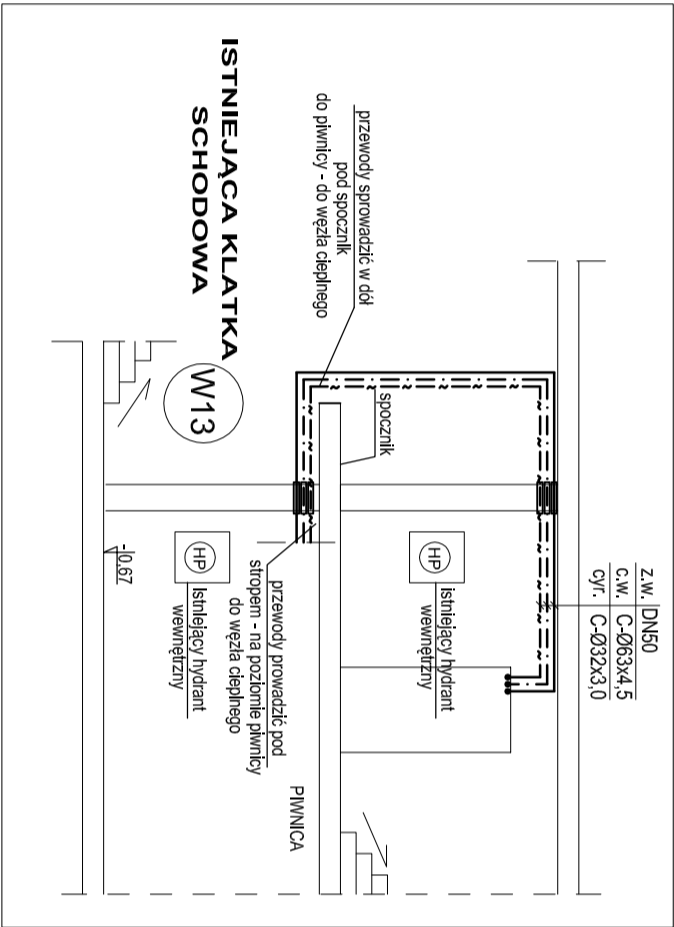 z.w. DN50
c.w. C-Ø63x4,5
cyr. C-Ø32x3,0
przewody sprowadzić w dół
pod spocznik
do piwnicy - do węzła cieplnego
spocznik
HP
istniejący hydrant
wewnętrzny
ISTNIEJĄCA KLATKA
SCHODOWA
W13
przewody prowadzić pod
stropem - na poziomie piwnicy
do węzła cieplnego
PIWNICA
HP
istniejący hydrant
wewnętrzny
-0,67